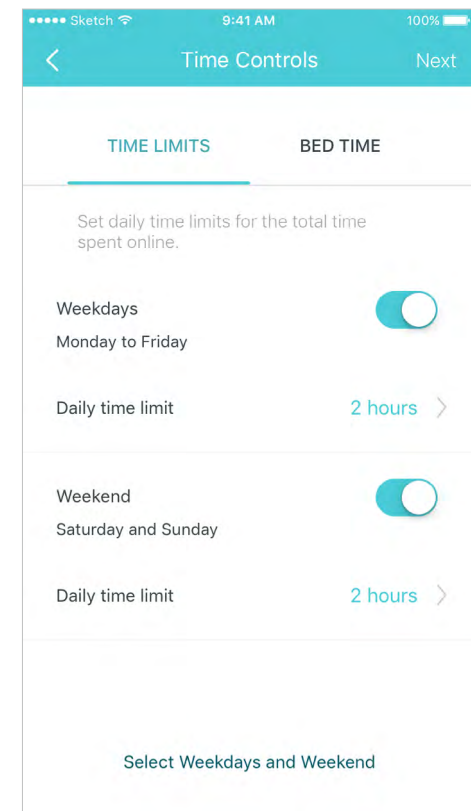 Sketch 9:41 AM 100%
Time Controls Next
TIME LIMITS BED TIME
Set daily time limits for the total time
spent online.
Weekdays
Monday to Friday
Daily time limit 2 hours
Weekend
Saturday and Sunday
Daily time limit 2 hours
Select Weekdays and Weekend